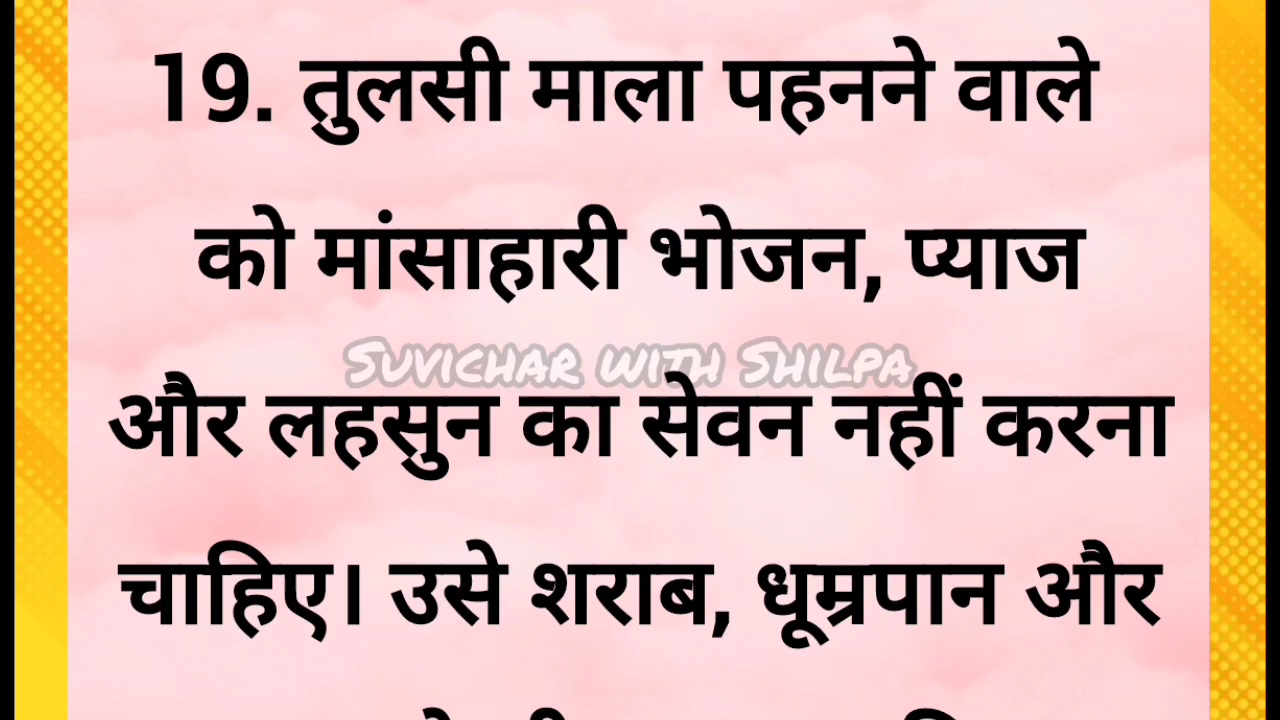 19. तुलसी माला पहनने वाले
को मांसाहारी भोजन, प्याज
Suvichar with Shilpa
और लहसुन का सेवन नहीं करना
चाहिए। उसे शराब, धूम्रपान और